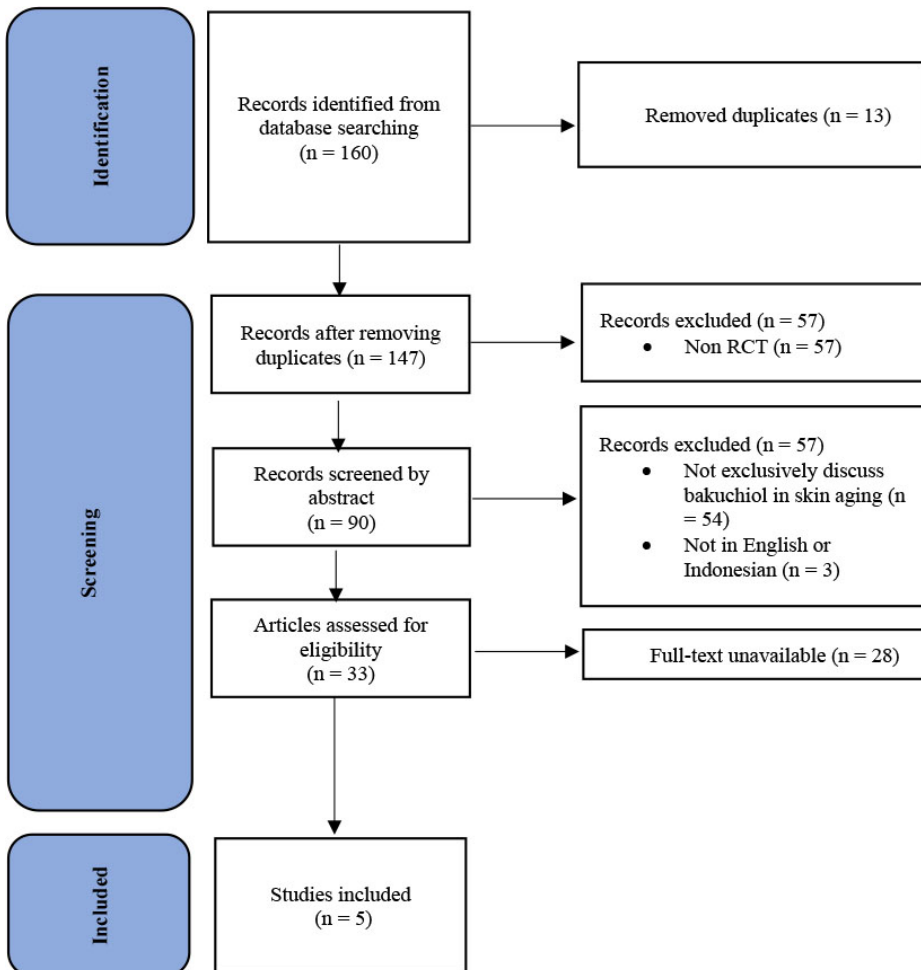 Identification
Records identified from
database searching
(n = 160)
Removed duplicates (n = 13)
Screening
Records after removing
duplicates (n = 147)
Records excluded (n = 57)
• Non RCT (n = 57)
Records screened by
abstract
(n = 90)
Records excluded (n = 57)
• Not exclusively discuss
bakuchiol in skin aging (n
= 54)
• Not in English or
Indonesian (n = 3)
Articles assessed for
eligibility
(n = 33)
Full-text unavailable (n = 28)
Included
Studies included
(n = 5)